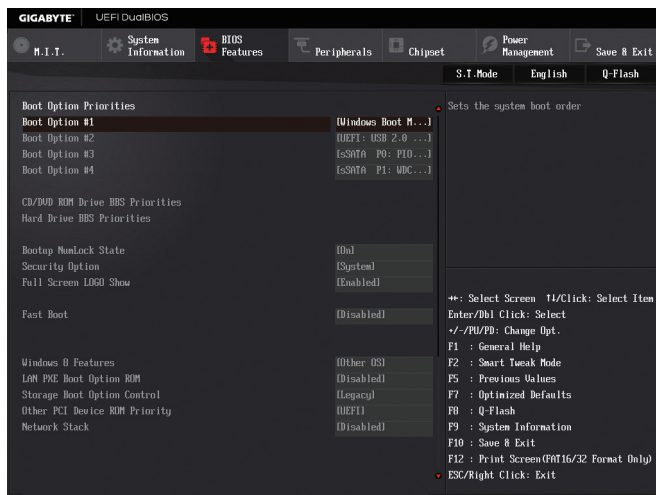 GIGABYTE™ UEFI DualBIOS
M.I.T.
System Information
BIOS Features
Peripherals
Chipset
Power Management
Save & Exit
S.T.Mode English Q-Flash
Boot Option Priorities
Boot Option #1 [Windows Boot M...]
Boot Option #2 [UEFI: USB 2.0 ...]
Boot Option #3 [sSATA P0: PIO...]
Boot Option #4 [sSATA P1: WDC...]
CD/DVD ROM Drive BBS Priorities
Hard Drive BBS Priorities
Bootup NumLock State [On]
Security Option [System]
Full Screen LOGO Show [Enabled]
Fast Boot [Disabled]
Windows 8 Features [Other OS]
LAN PXE Boot Option ROM [Disabled]
Storage Boot Option Control [Legacy]
Other PCI Device ROM Priority [UEFI]
Network Stack [Disabled]
Sets the system boot order
→←: Select Screen ↑↓/Click: Select Item
Enter/Dbl Click: Select
+/-/PU/PD: Change Opt.
F1 : General Help
F2 : Smart Tweak Mode
F5 : Previous Values
F7 : Optimized Defaults
F8 : Q-Flash
F9 : System Information
F10 : Save & Exit
F12 : Print Screen(FAT16/32 Format Only)
ESC/Right Click: Exit